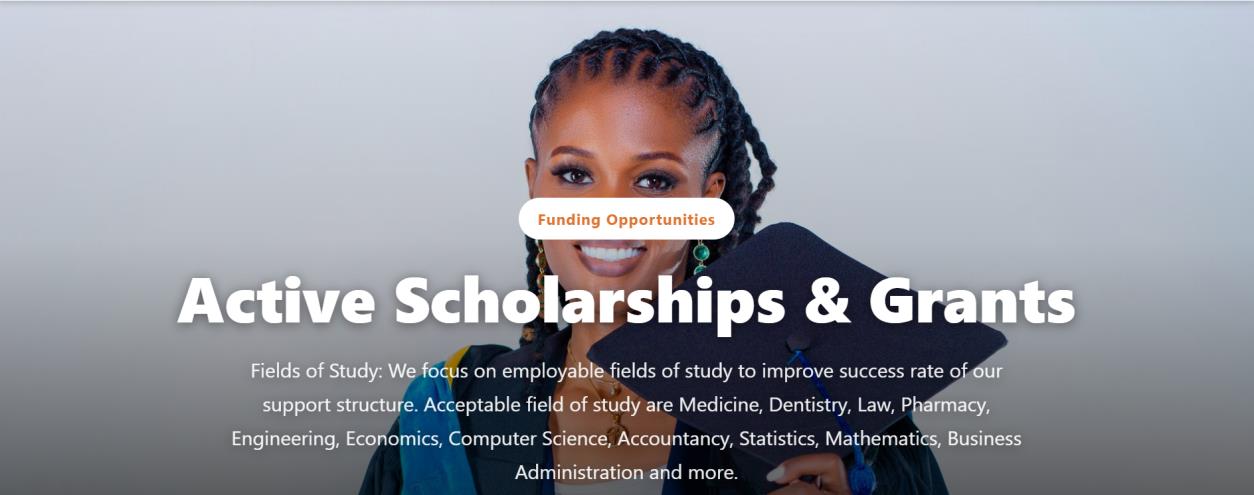 Funding Opportunities
Active Scholarships & Grants
Fields of Study: We focus on employable fields of study to improve success rate of our
support structure. Acceptable field of study are Medicine, Dentistry, Law, Pharmacy,
Engineering, Economics, Computer Science, Accountancy, Statistics, Mathematics, Business
Administration and more.